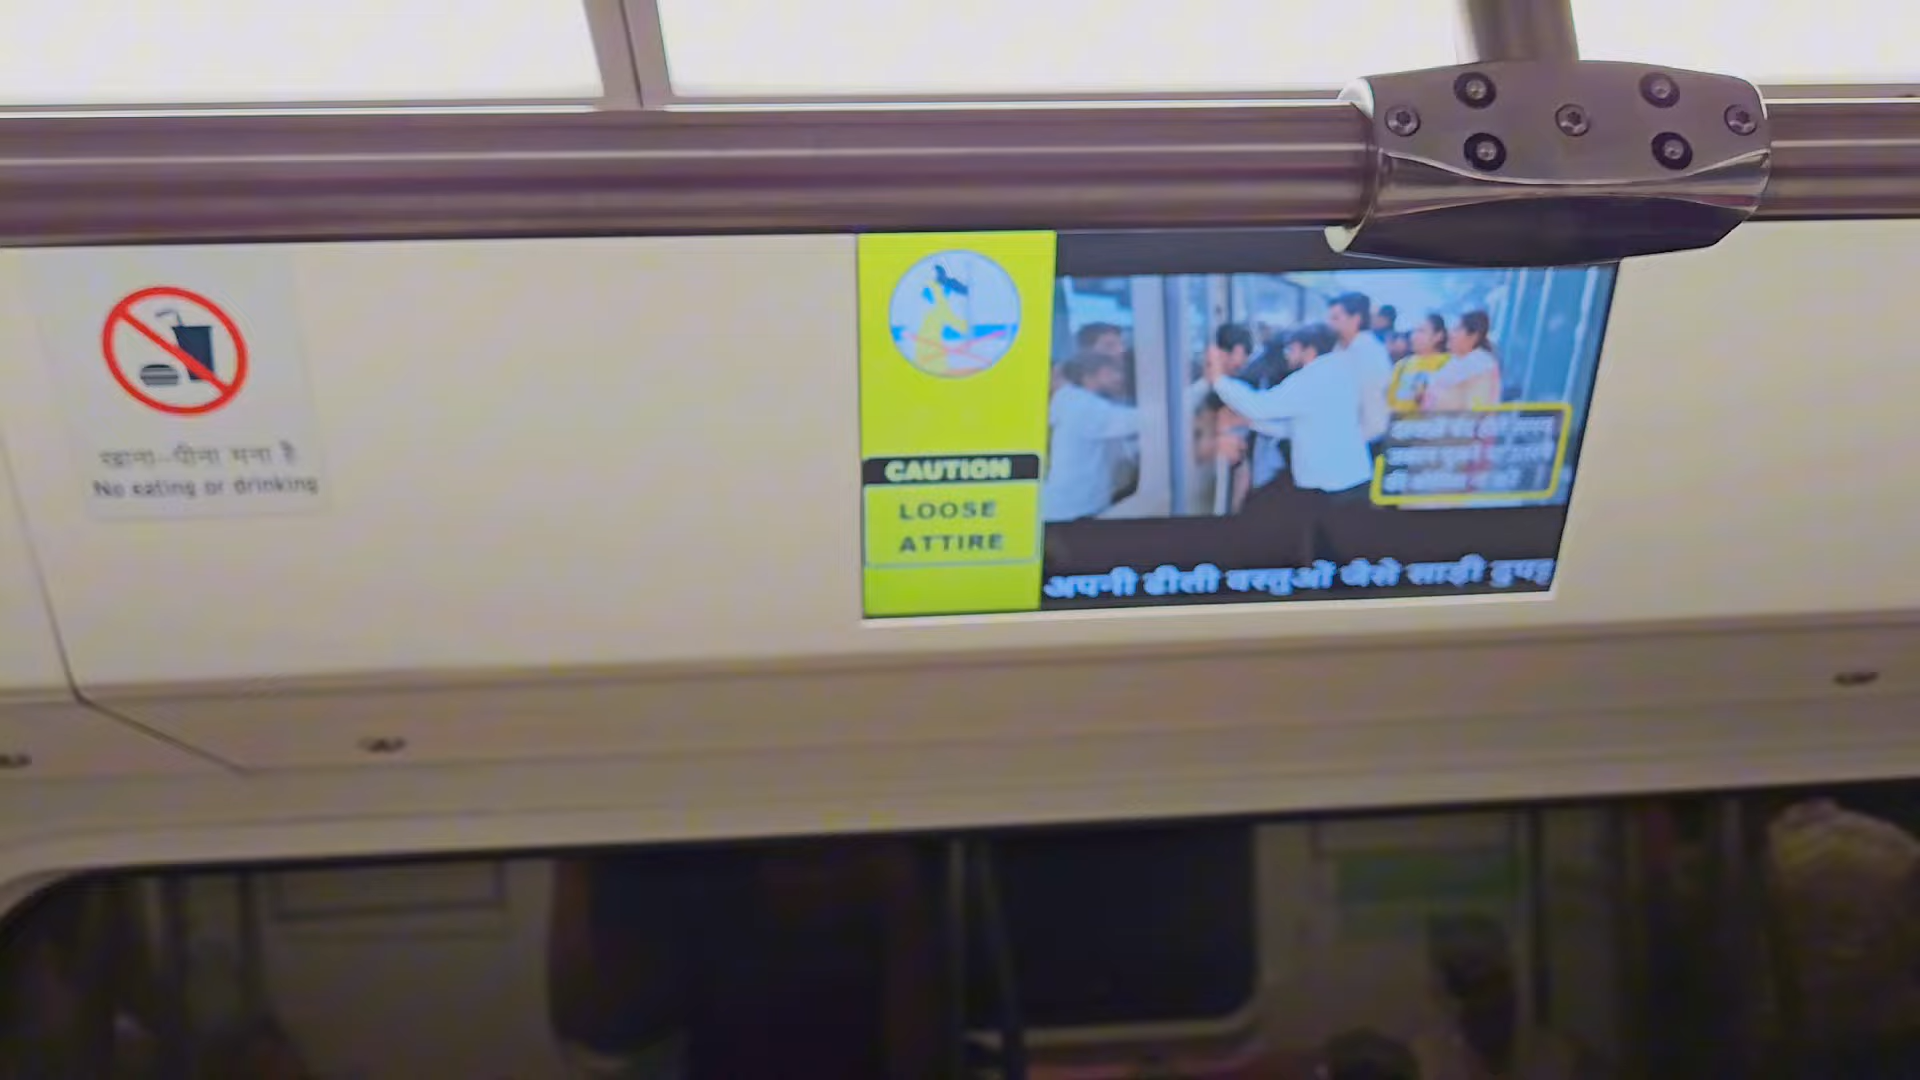 खाना-पीना मना है
No eating or drinking
CAUTION
LOOSE
ATTIRE
अपनी ढीली वस्तुओं जैसे साड़ी दुपट्